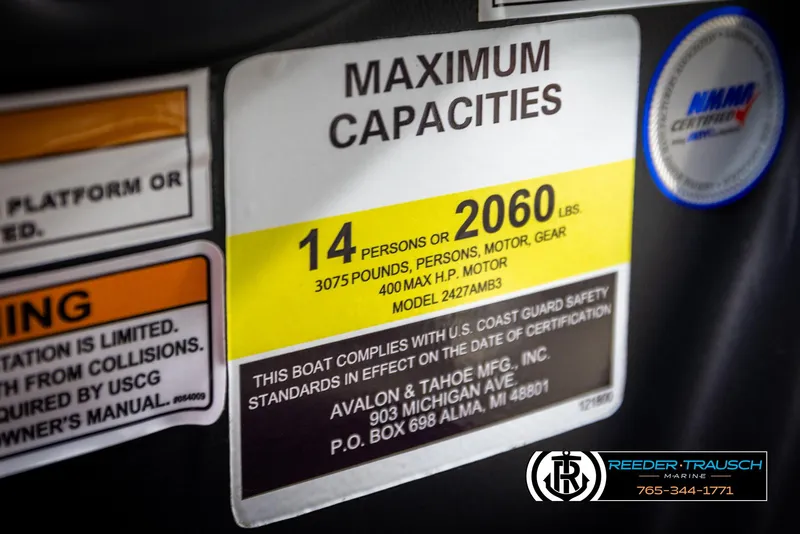 MAXIMUM
CAPACITIES
14 PERSONS OR 2060 LBS.
3075 POUNDS, PERSONS, MOTOR, GEAR
400 MAX H.P. MOTOR
MODEL 2427AMB3
THIS BOAT COMPLIES WITH U.S. COAST GUARD SAFETY
STANDARDS IN EFFECT ON THE DATE OF CERTIFICATION
AVALON & TAHOE MFG., INC.
903 MICHIGAN AVE.
P.O. BOX 698 ALMA, MI 48801
PLATFORM OR
ED.
ING
TATION IS LIMITED.
TH FROM COLLISIONS.
QUIRED BY USCG
OWNER'S MANUAL. #084009
NMMA
CERTIFIED
REEDER·TRAUSCH
MARINE
765-344-1771